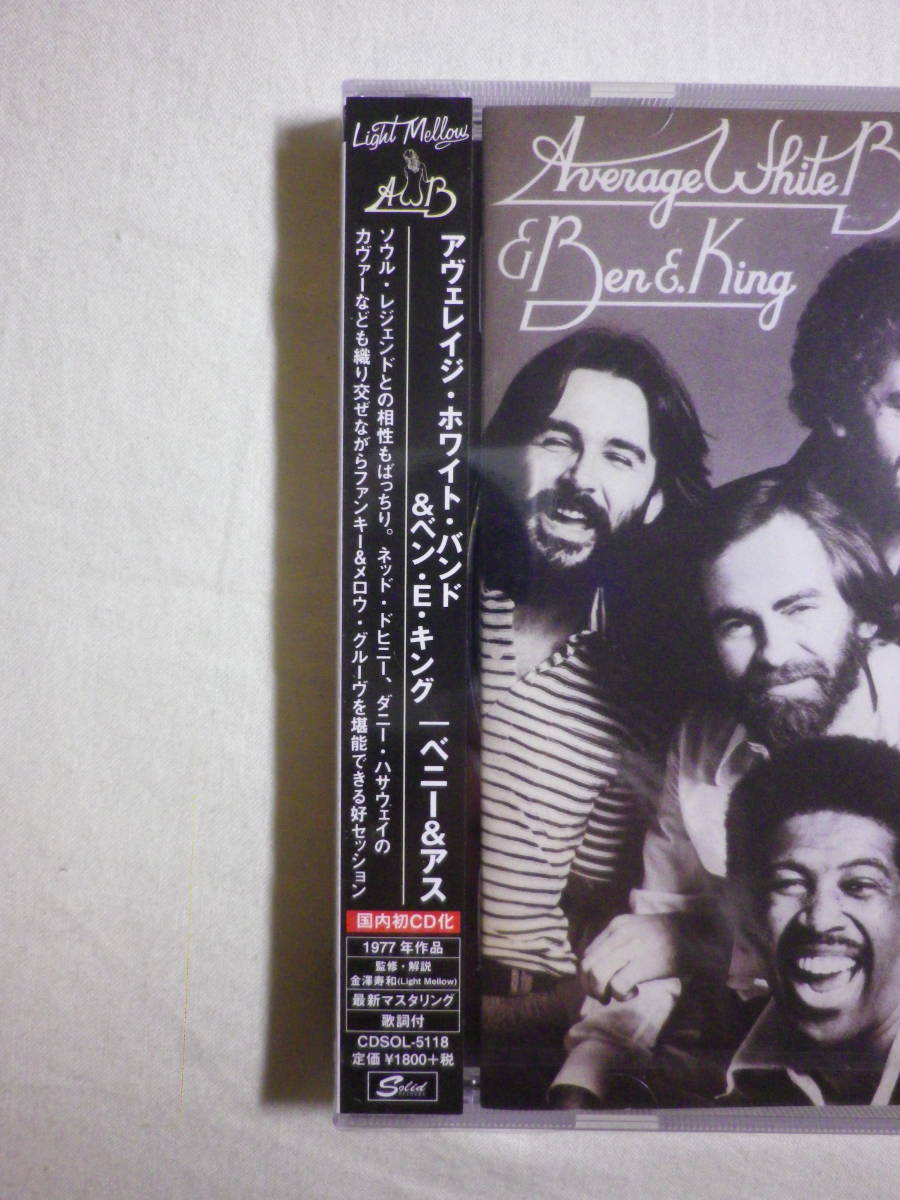 Light Mellow
AWB
アヴェレイジ・ホワイト・バンド
&ベン・E・キング｜ベニー&アス
ソウル・レジェンドとの相性もばっちり。ネッド・ドヒニー、ダニー・ハサウェイの
カヴァーなども織り交ぜながらファンキー&メロウ・グルーヴを堪能できる好セッション
国内初CD化
1977年作品
監修・解説
金澤寿和(Light Mellow)
最新マスタリング
歌詞付
CDSOL-5118
定価 ¥1800+税
Solid
RECORDS
Average White B
& Ben E. King